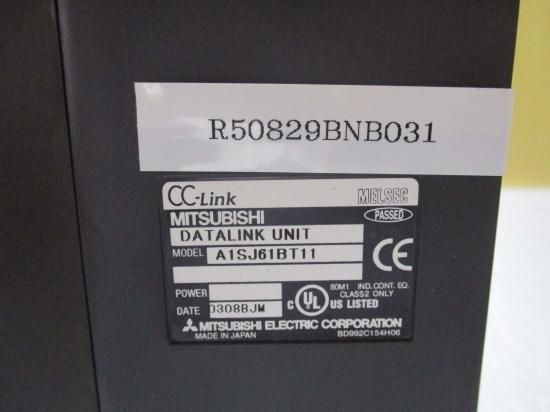 R50829BNB031
CC-Link MELSEC
MITSUBISHI PASSED
DATALINK UNIT
MODEL A1SJ61BT11
CE
POWER
DATE 0308BJM
C UL US LISTED
80M1 IND. CONT. EQ.
CLASS2 ONLY
MITSUBISHI ELECTRIC CORPORATION
MADE IN JAPAN BD992C154H06